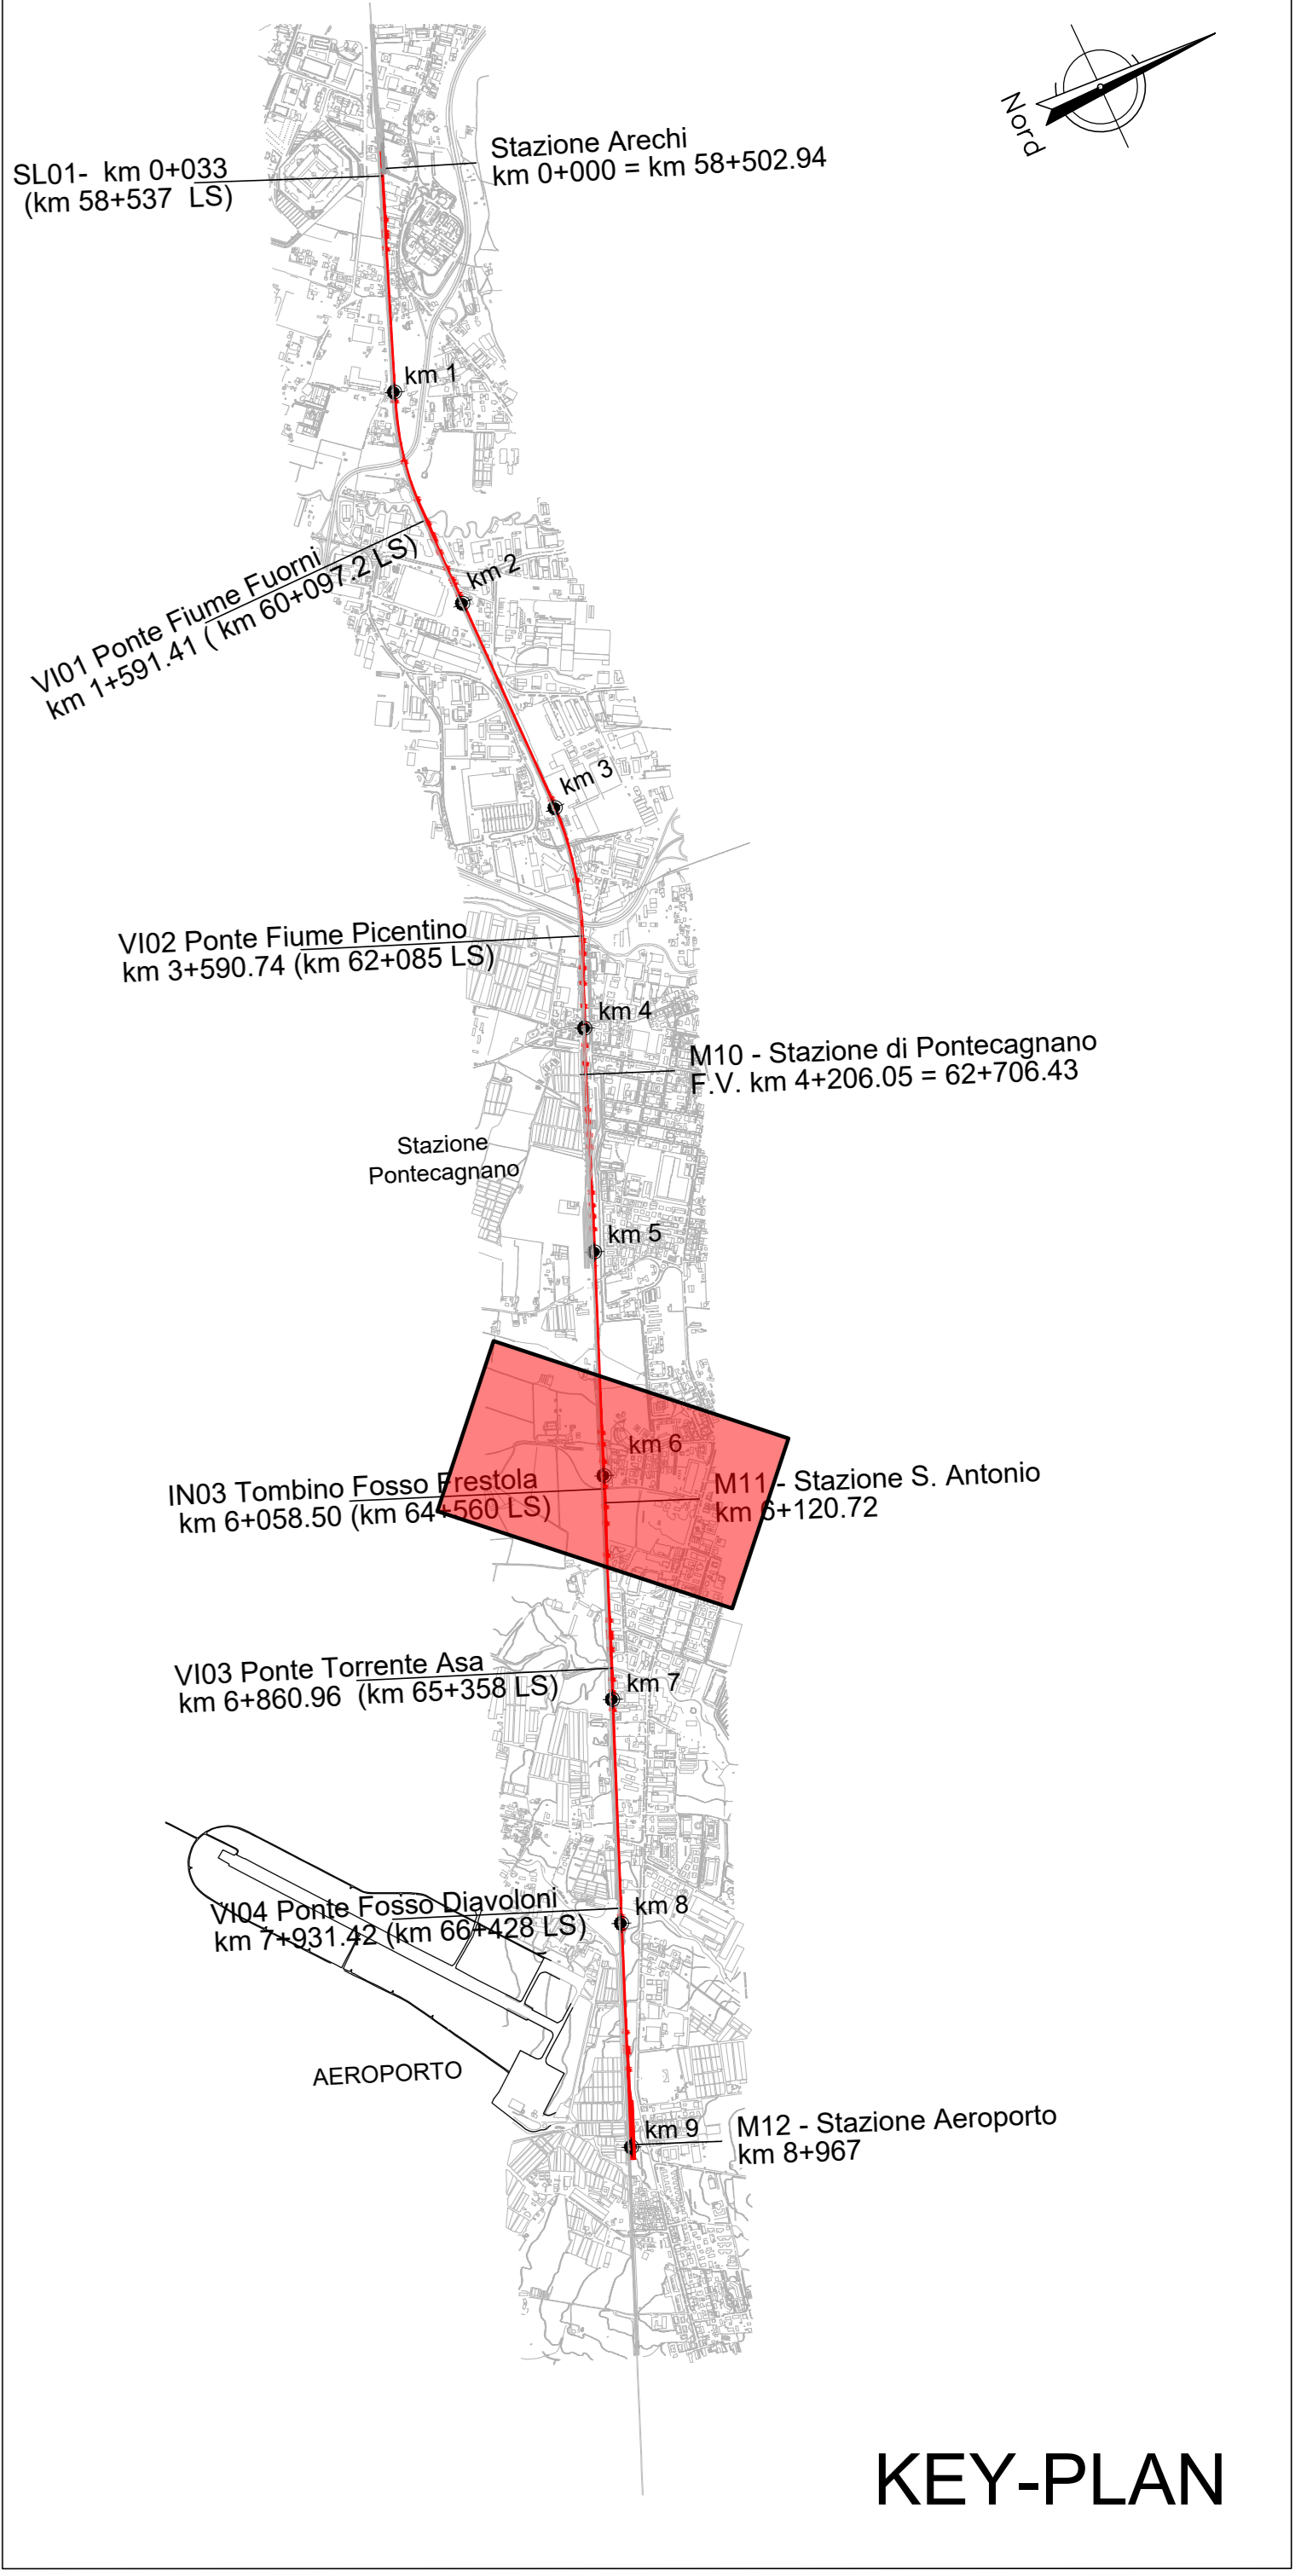 Nord
Stazione Arechi
km 0+000 = km 58+502.94
SL01- km 0+033
(km 58+537 LS)
km 1
VI01 Ponte Fiume Fuorni
km 1+591.41 ( km 60+097.2 LS)
km 2
km 3
VI02 Ponte Fiume Picentino
km 3+590.74 (km 62+085 LS)
km 4
M10 - Stazione di Pontecagnano
F.V. km 4+206.05 = 62+706.43
Stazione
Pontecagnano
km 5
km 6
IN03 Tombino Fosso Frestola
km 6+058.50 (km 64+560 LS)
M11 - Stazione S. Antonio
km 6+120.72
VI03 Ponte Torrente Asa
km 6+860.96 (km 65+358 LS)
km 7
VI04 Ponte Fosso Diavoloni
km 7+931.42 (km 66+428 LS)
km 8
AEROPORTO
km 9
M12 - Stazione Aeroporto
km 8+967
KEY-PLAN